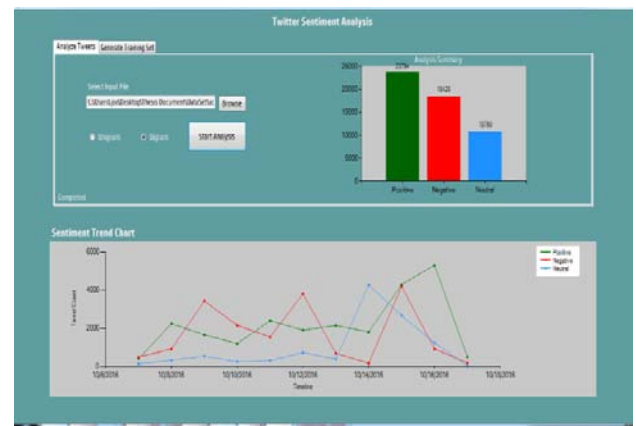 Twitter Sentiment Analysis
Analyze Tweets Generate Training Set
Analysis Summary
Select Input File
Browse
Unigram Bigram Start Analysis
Completed
25000
20000
15000
10000
5000
0
Positive Negative Neutral
Sentiment Trend Chart
6000
4000
2000
0
Tweet Count
10/6/2016 10/8/2016 10/10/2016 10/12/2016 10/14/2016 10/16/2016 10/18/2016
Timeline
Positive
Negative
Neutral